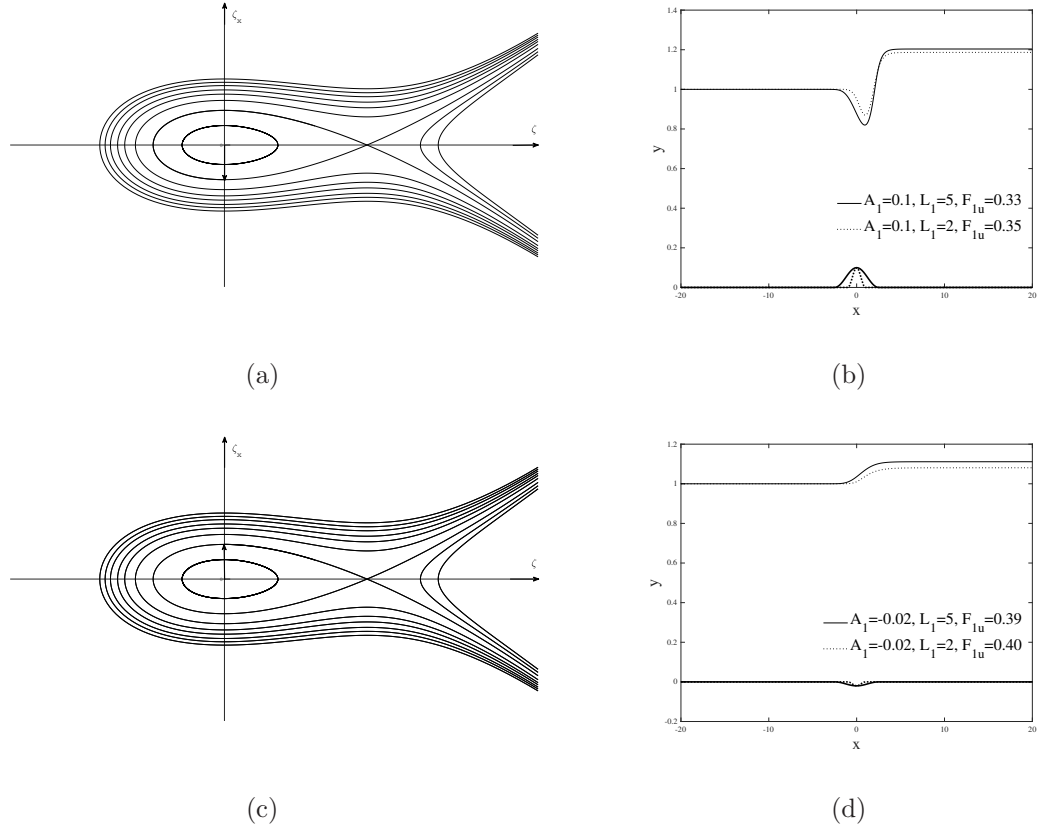 ζₓ
ζ
(a)
1.4
1.2
1
0.8
0.6
0.4
0.2
0
y
A₁=0.1, L₁=5, F₁ᵤ=0.33
A₁=0.1, L₁=2, F₁ᵤ=0.35
-20 -10 0 10 20
x
(b)
ζₓ
ζ
(c)
1.2
1
0.8
0.6
0.4
0.2
0
-0.2
y
A₁=-0.02, L₁=5, F₁ᵤ=0.39
A₁=-0.02, L₁=2, F₁ᵤ=0.40
-20 -10 0 10 20
x
(d)